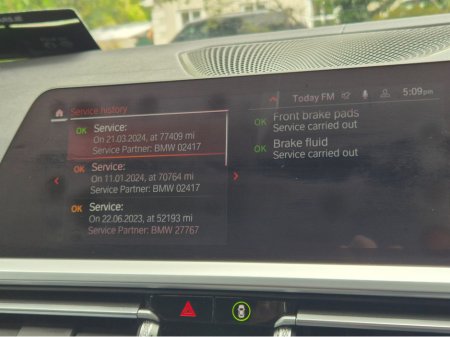 Service history
Today FM
5:09pm
OK Service:
On 21.03.2024, at 77409 mi
Service Partner: BMW 02417
OK Service:
On 11.01.2024, at 70764 mi
Service Partner: BMW 02417
OK Service:
On 22.06.2023, at 52193 mi
Service Partner: BMW 27767
Front brake pads
OK Service carried out
Brake fluid
OK Service carried out